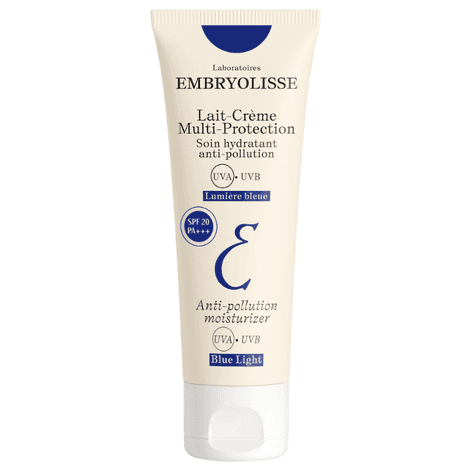 Laboratoires
EMBRYOLISSE
Lait-Crème
Multi-Protection
Soin hydratant
anti-pollution
UVA • UVB
Lumière bleue
SPF 20
PA+++
E
Anti-pollution
moisturizer
UVA • UVB
Blue Light